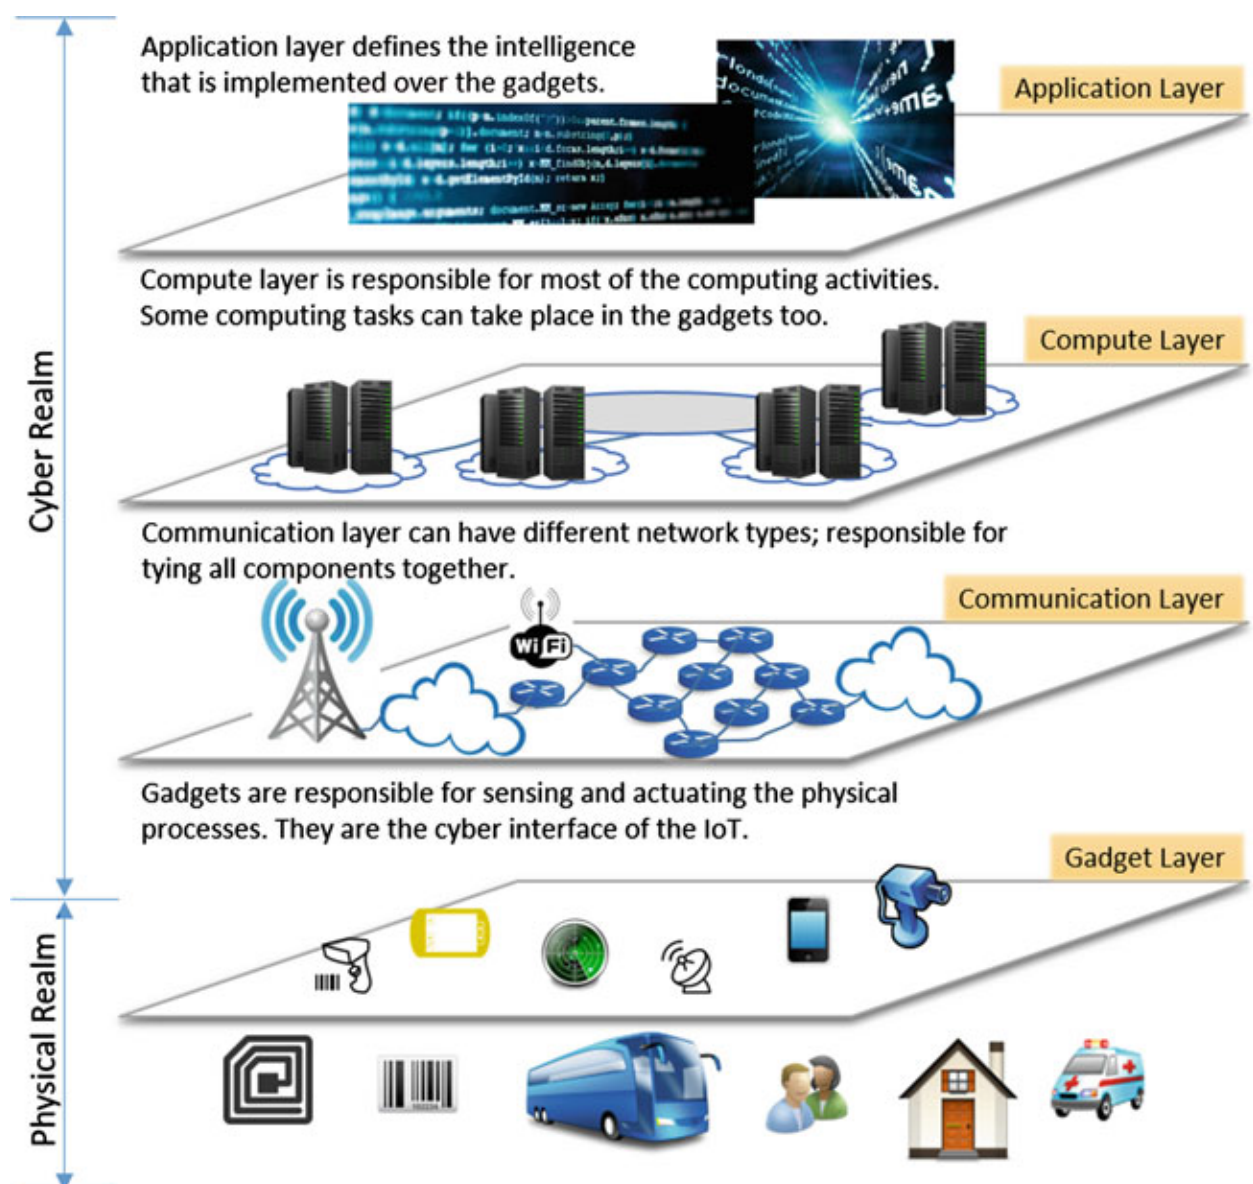 Application layer defines the intelligence
that is implemented over the gadgets.
Application Layer
Compute layer is responsible for most of the computing activities.
Some computing tasks can take place in the gadgets too.
Compute Layer
Cyber Realm
Communication layer can have different network types; responsible for
tying all components together.
Communication Layer
WiFi
Gadgets are responsible for sensing and actuating the physical
processes. They are the cyber interface of the IoT.
Gadget Layer
Physical Realm